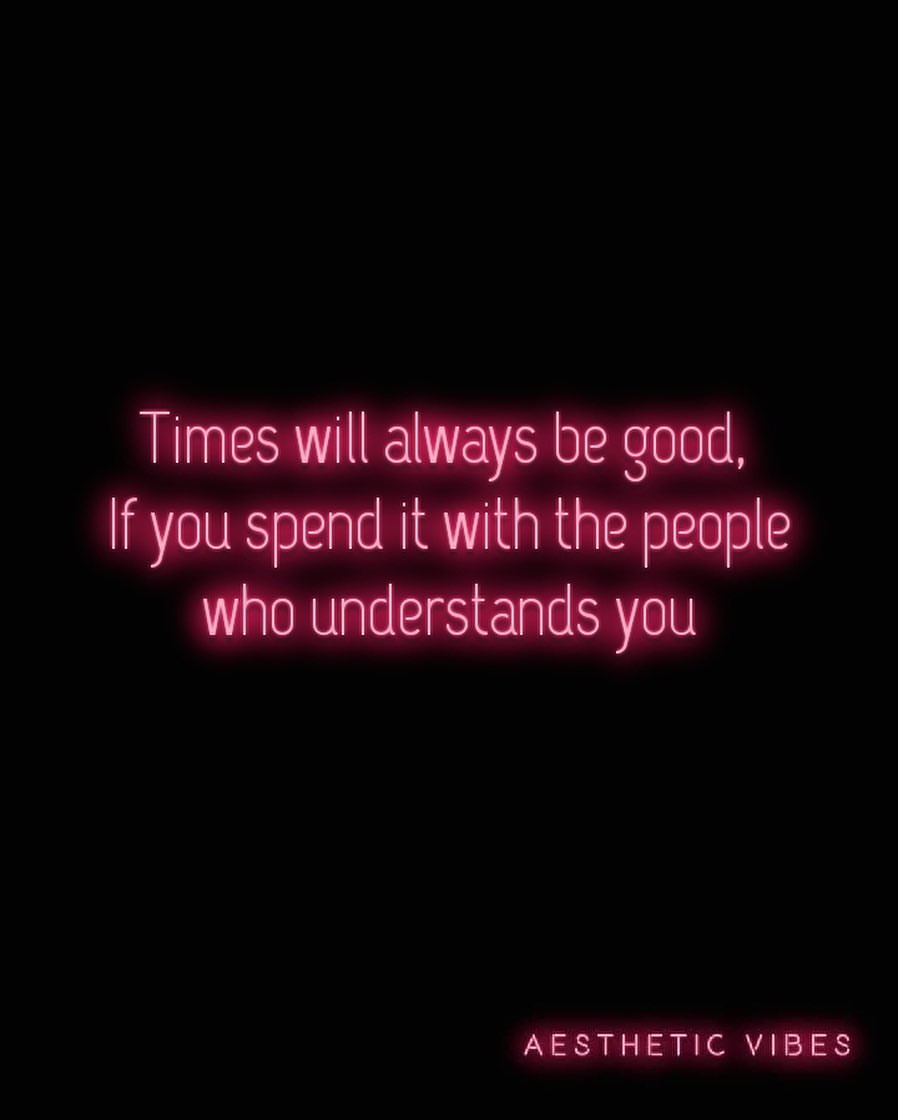 Times will always be good,
If you spend it with the people
who understands you
AESTHETIC VIBES